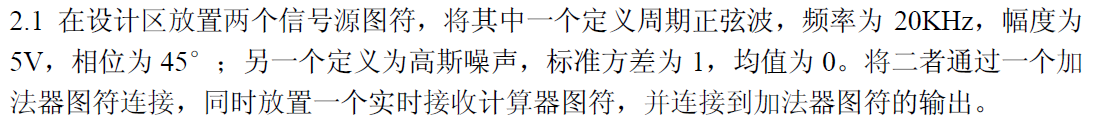 2.1 在设计区放置两个信号源图符，将其中一个定义周期正弦波，频率为 20KHz，幅度为
5V，相位为 45°；另一个定义为高斯噪声，标准方差为 1，均值为 0。将二者通过一个加
法器图符连接，同时放置一个实时接收计算器图符，并连接到加法器图符的输出。